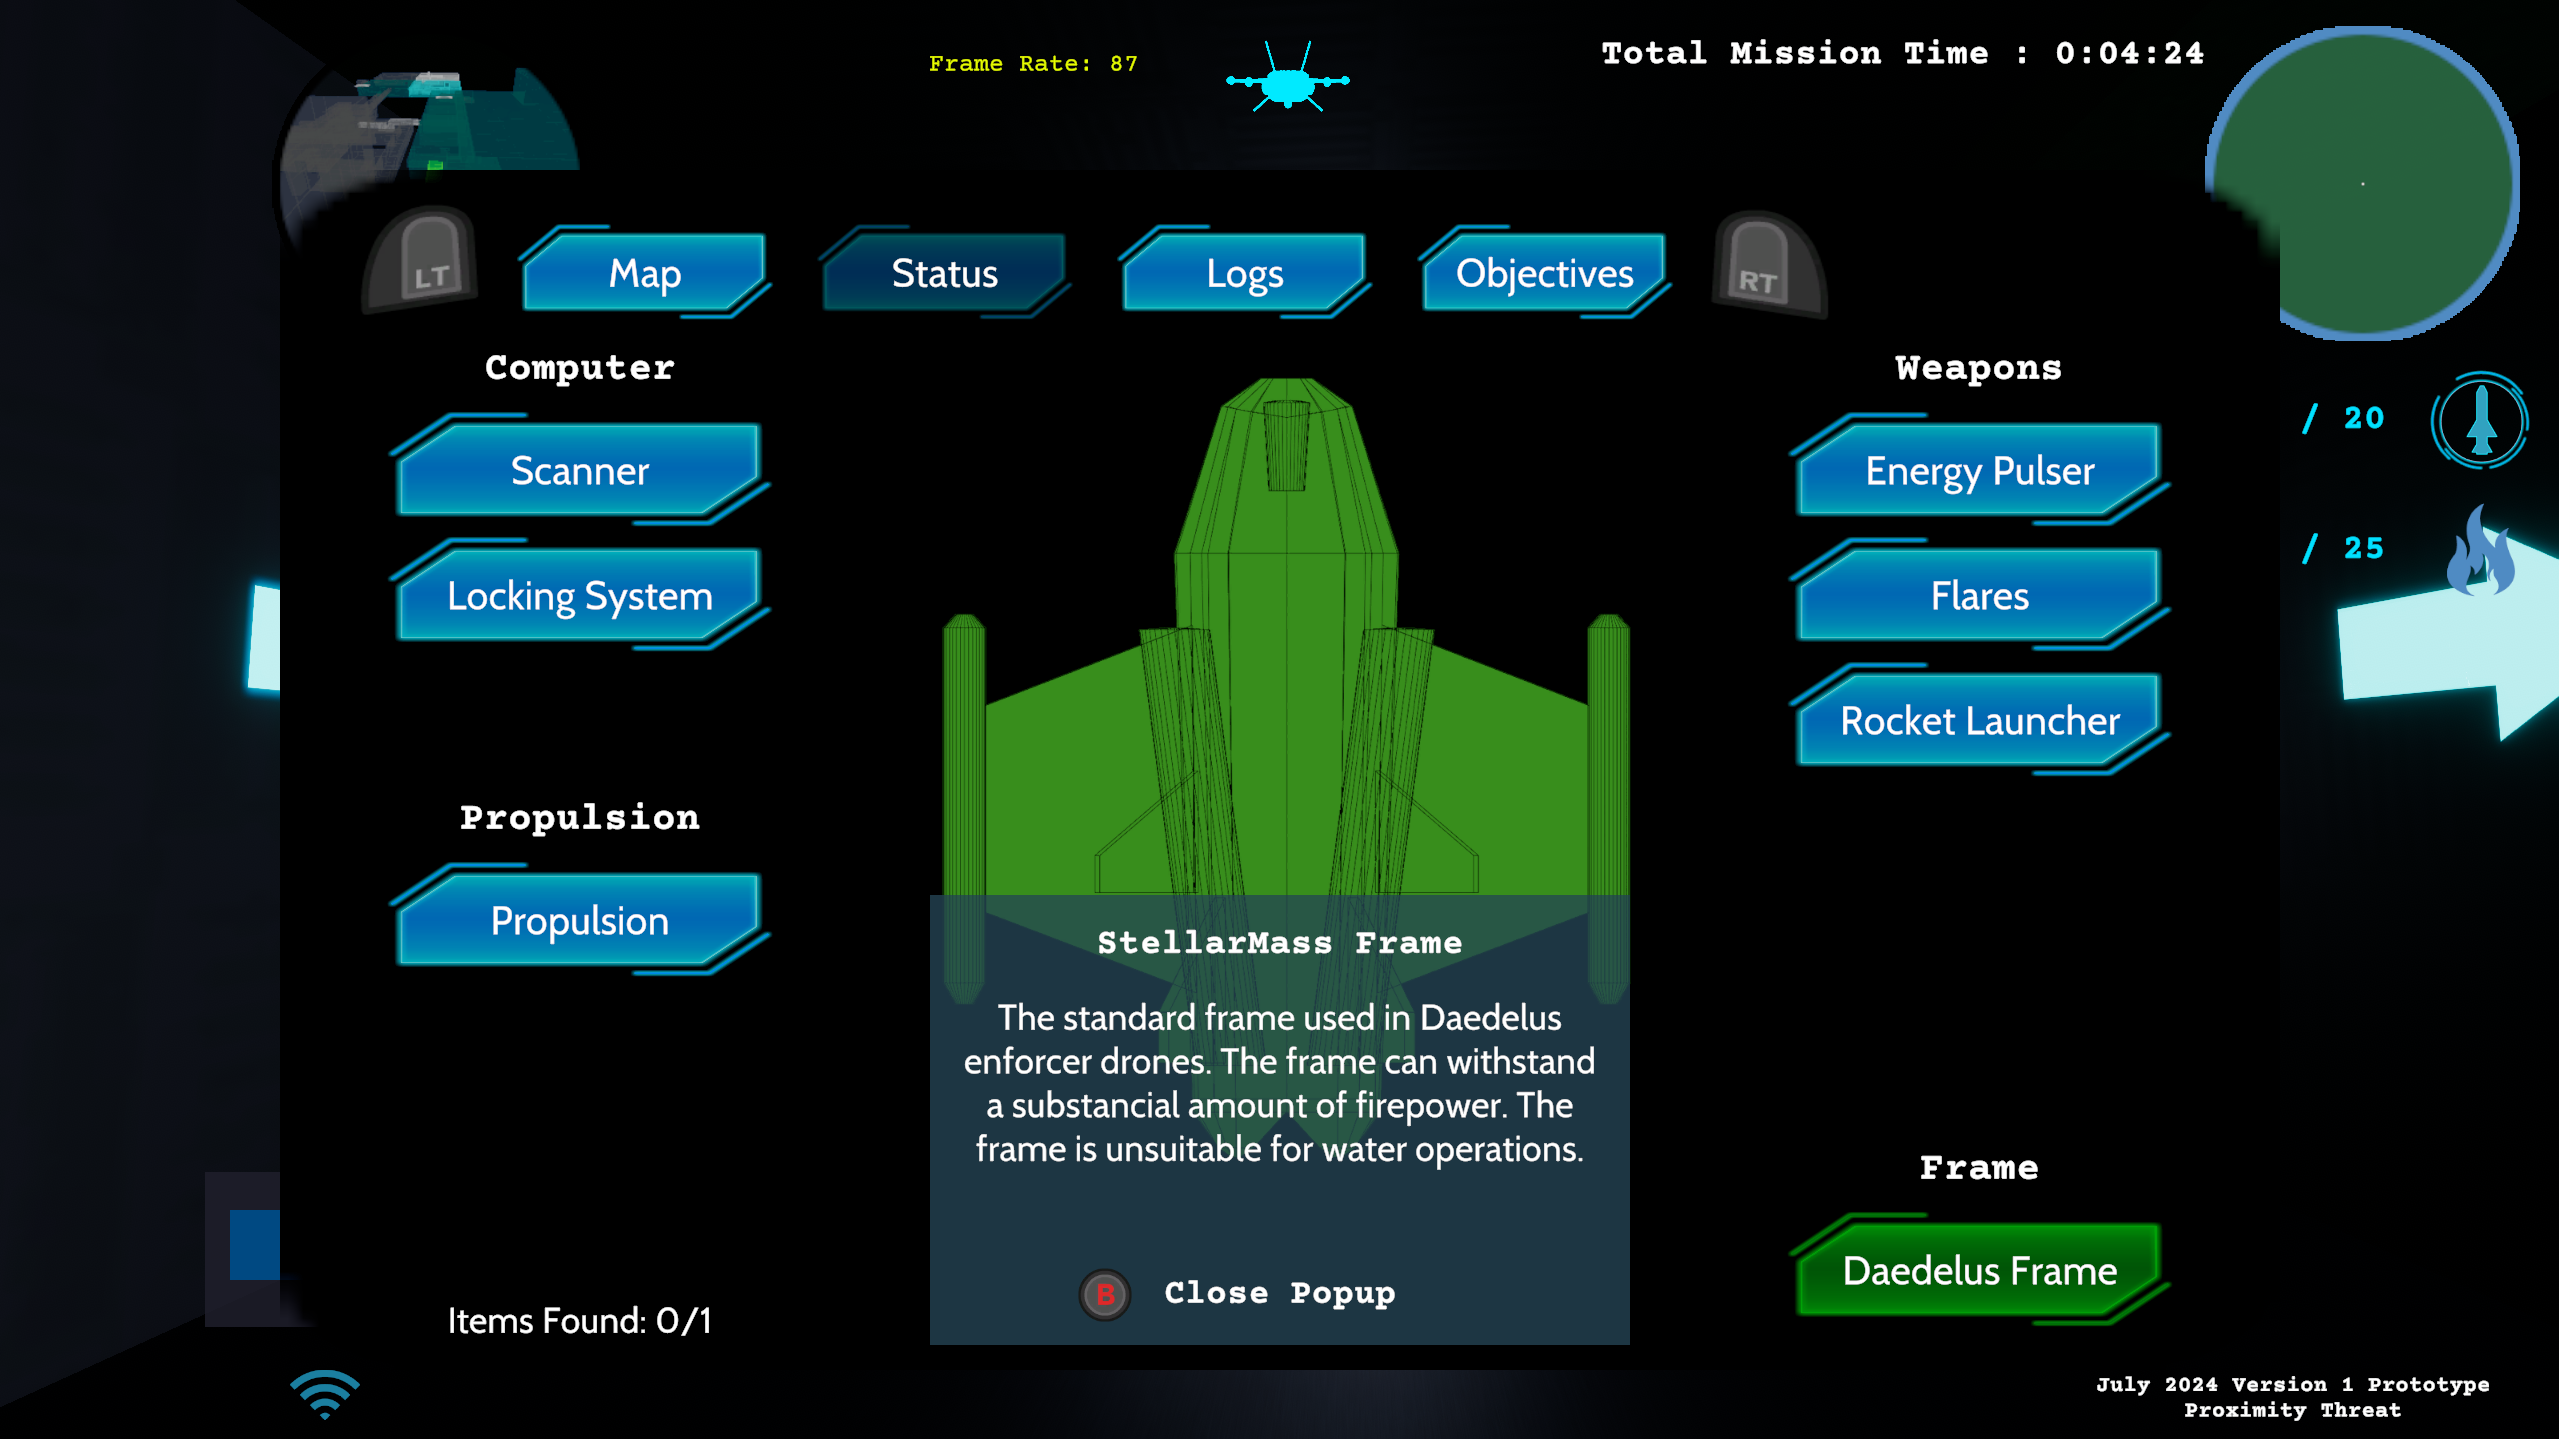 Frame Rate: 87
Total Mission Time : 0:04:24
LT
Map
Status
Logs
Objectives
RT
Computer
Scanner
Locking System
Propulsion
Propulsion
Items Found: 0/1
Weapons
Energy Pulser
Flares
Rocket Launcher
/ 20
/ 25
StellarMass Frame
The standard frame used in Daedelus
enforcer drones. The frame can withstand
a substancial amount of firepower. The
frame is unsuitable for water operations.
B Close Popup
Frame
Daedelus Frame
July 2024 Version 1 Prototype
Proximity Threat